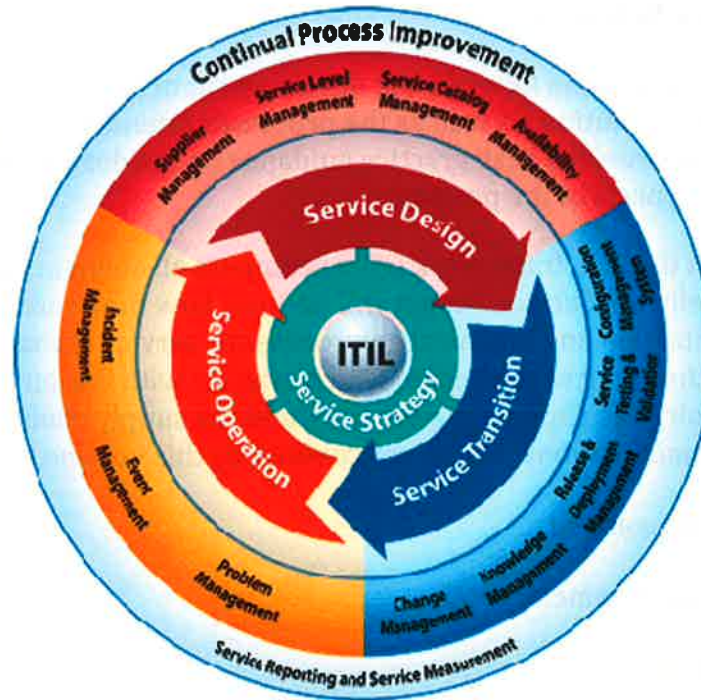 Continual Process Improvement
Supplier
Management
Service Level
Management
Service Catalog
Management
Availability
Management
Configuration
Management
System
Service
Testing &
Validation
Release &
Deployment
Management
Knowledge
Management
Change
Management
Problem
Management
Event
Management
Incident
Management
Service Design
Service Transition
Service Operation
Service Strategy
ITIL
Service Reporting and Service Measurement